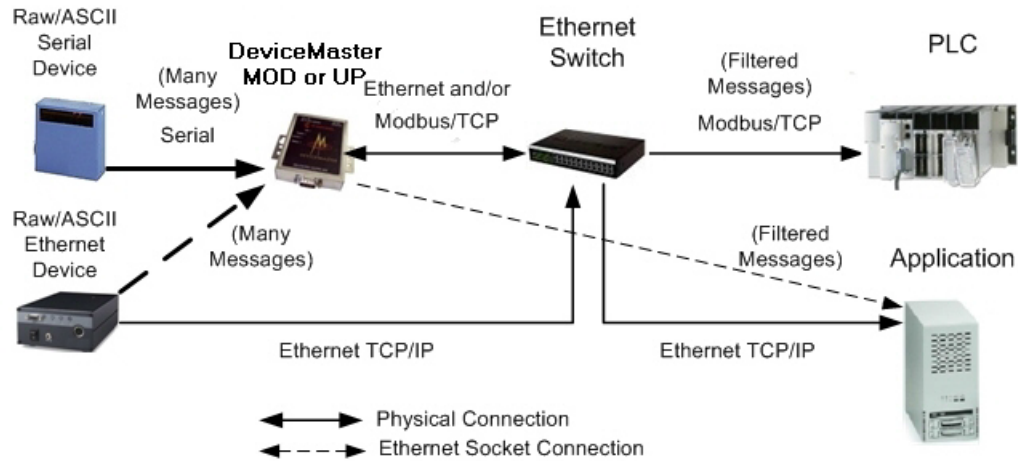 Raw/ASCII
Serial
Device
DeviceMaster
MOD or UP
(Many
Messages)
Serial
Ethernet and/or
Modbus/TCP
Ethernet
Switch
(Filtered
Messages)
Modbus/TCP
PLC
Raw/ASCII
Ethernet
Device
(Many
Messages)
(Filtered
Messages)
Application
Ethernet TCP/IP
Ethernet TCP/IP
Physical Connection
Ethernet Socket Connection